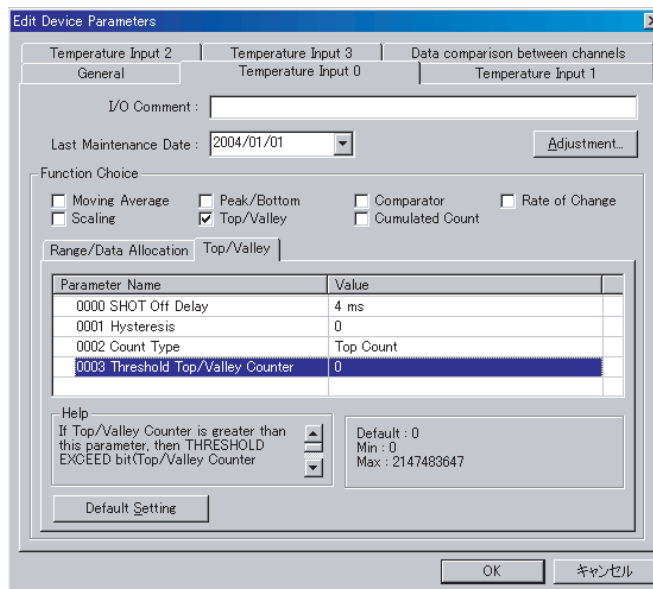 Edit Device Parameters
Temperature Input 2 Temperature Input 3 Data comparison between channels
General Temperature Input 0 Temperature Input 1
I/O Comment :
Last Maintenance Date : 2004/01/01 Adjustment...
Function Choice
Moving Average Peak/Bottom Comparator Rate of Change
Scaling Top/Valley Cumulated Count
Range/Data Allocation Top/Valley
Parameter Name Value
0000 SHOT Off Delay 4 ms
0001 Hysteresis 0
0002 Count Type Top Count
0003 Threshold Top/Valley Counter 0
Help
If Top/Valley Counter is greater than
this parameter, then THRESHOLD
EXCEED bit(Top/Valley Counter
Default : 0
Min : 0
Max : 2147483647
Default Setting
OK キャンセル